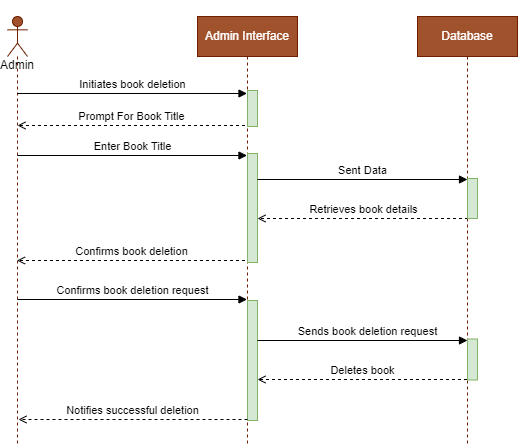 Admin Interface
Database
Admin
Initiates book deletion
Prompt For Book Title
Enter Book Title
Sent Data
Retrieves book details
Confirms book deletion
Confirms book deletion request
Sends book deletion request
Deletes book
Notifies successful deletion